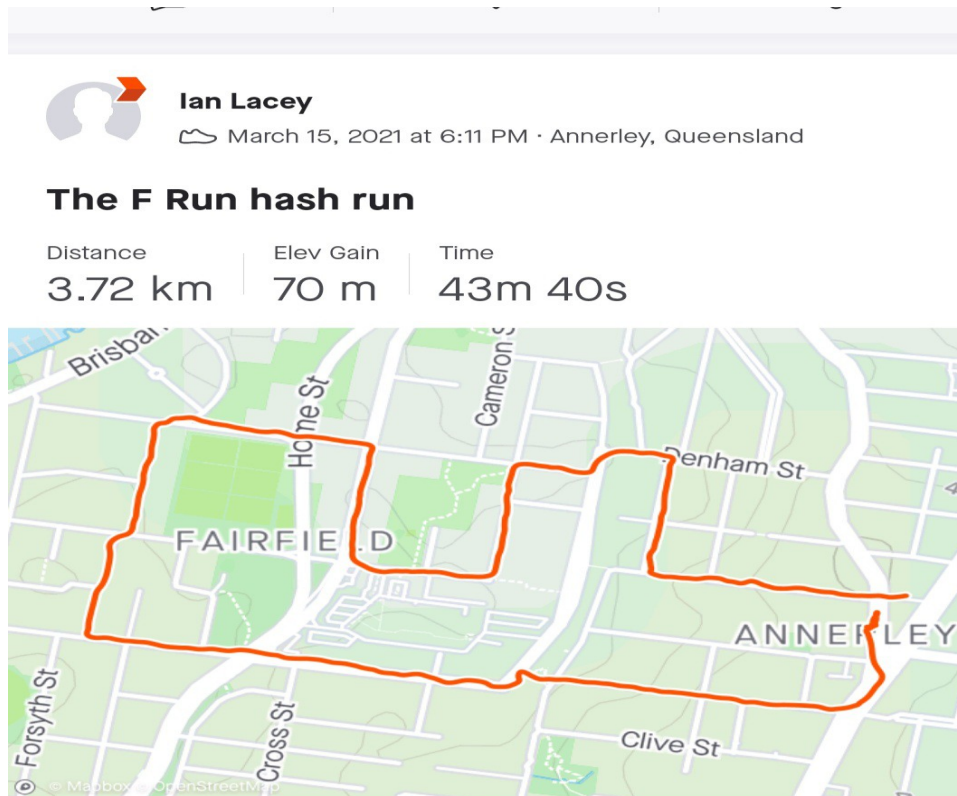 Ian Lacey
March 15, 2021 at 6:11 PM · Annerley, Queensland
The F Run hash run
Distance Elev Gain Time
3.72 km 70 m 43m 40s
Home St
Cameron
Denham St
FAIRFIELD
ANNERLEY
Forsyth St
Cross St
Clive St
© Mapbox © OpenStreetMap